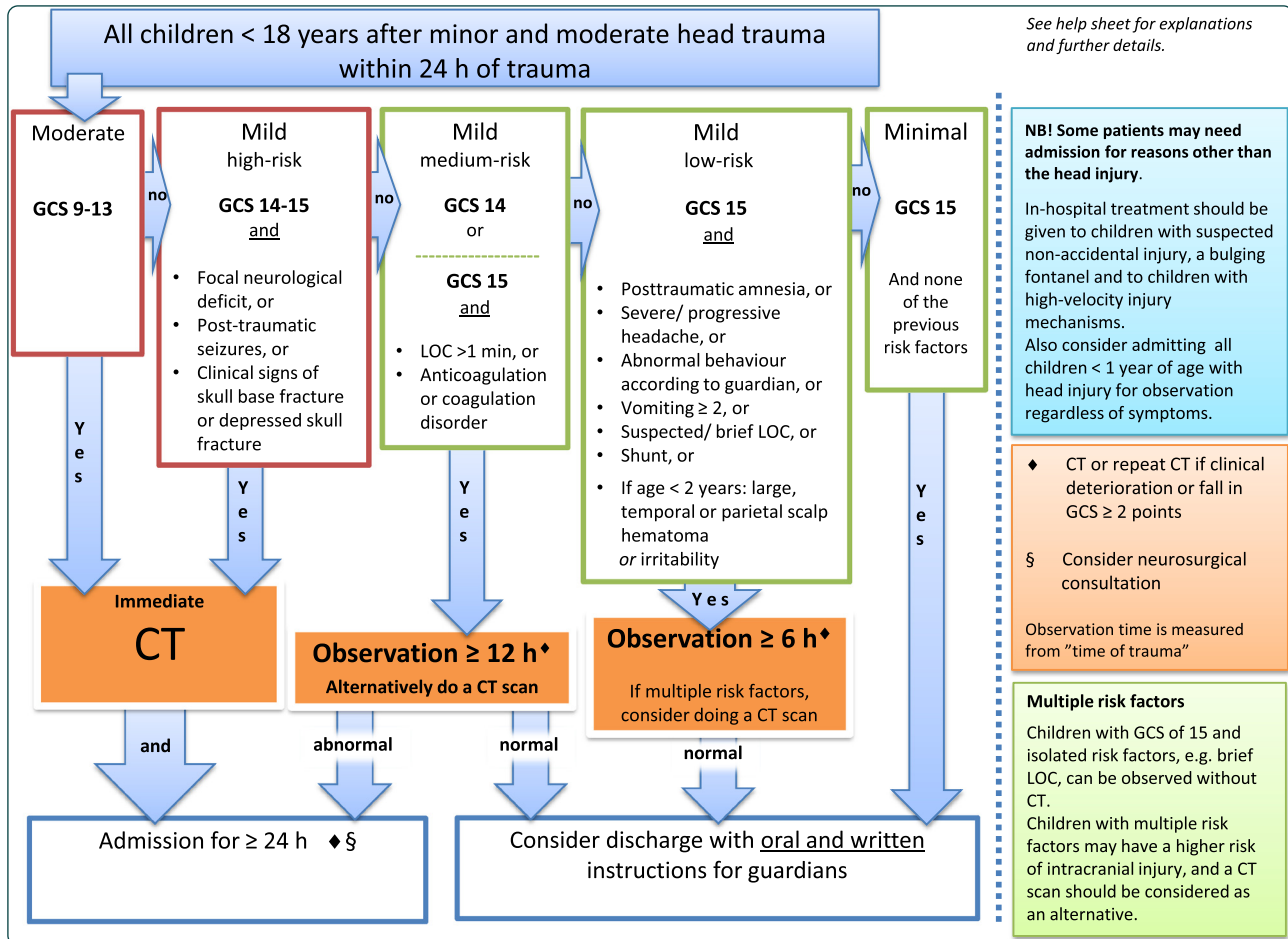 All children < 18 years after minor and moderate head trauma
within 24 h of trauma
See help sheet for explanations
and further details.
Moderate
GCS 9-13
no
Mild
high-risk
GCS 14-15
and
• Focal neurological
deficit, or
• Post-traumatic
seizures, or
• Clinical signs of
skull base fracture
or depressed skull
fracture
no
Mild
medium-risk
GCS 14
or
GCS 15
and
• LOC >1 min, or
• Anticoagulation
or coagulation
disorder
no
Mild
low-risk
GCS 15
and
• Posttraumatic amnesia, or
• Severe/ progressive
headache, or
• Abnormal behaviour
according to guardian, or
• Vomiting ≥ 2, or
• Suspected/ brief LOC, or
• Shunt, or
• If age < 2 years: large,
temporal or parietal scalp
hematoma
or irritability
no
Minimal
GCS 15
And none
of the
previous
risk factors
Yes
Yes
Yes
Yes
Yes
Immediate
CT
Observation ≥ 12 h♦
Alternatively do a CT scan
Observation ≥ 6 h♦
If multiple risk factors,
consider doing a CT scan
and
abnormal
normal
normal
Admission for ≥ 24 h ♦ §
Consider discharge with oral and written
instructions for guardians
NB! Some patients may need
admission for reasons other than
the head injury.
In-hospital treatment should be
given to children with suspected
non-accidental injury, a bulging
fontanel and to children with
high-velocity injury
mechanisms.
Also consider admitting all
children < 1 year of age with
head injury for observation
regardless of symptoms.
♦ CT or repeat CT if clinical
deterioration or fall in
GCS ≥ 2 points
§ Consider neurosurgical
consultation
Observation time is measured
from ”time of trauma”
Multiple risk factors
Children with GCS of 15 and
isolated risk factors, e.g. brief
LOC, can be observed without
CT.
Children with multiple risk
factors may have a higher risk
of intracranial injury, and a CT
scan should be considered as
an alternative.